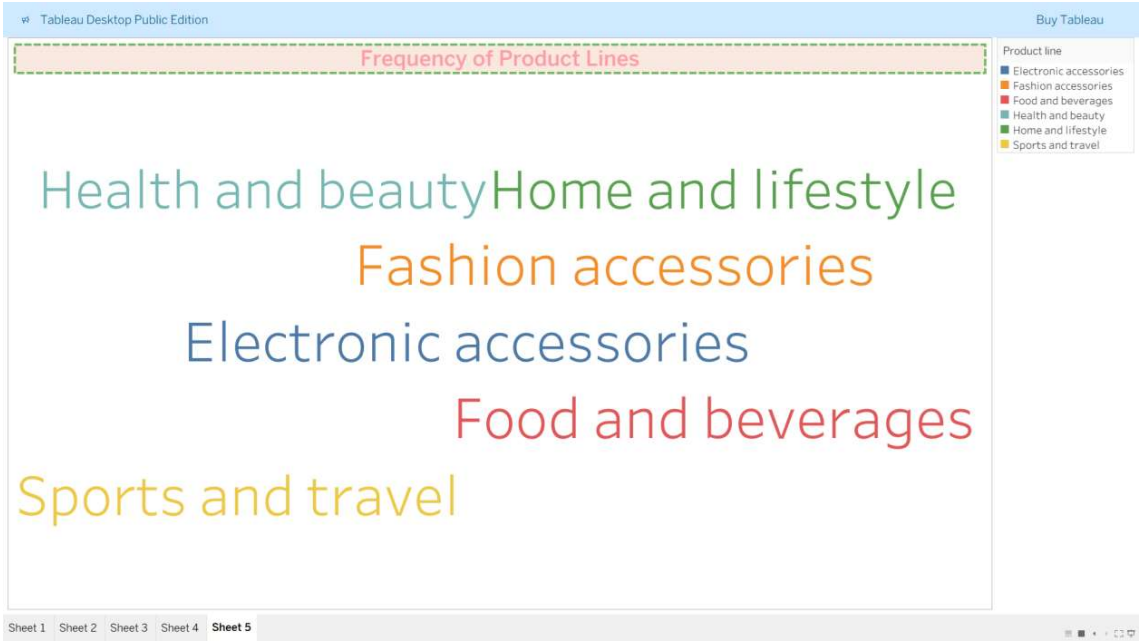 Tableau Desktop Public Edition
Buy Tableau
Frequency of Product Lines
Product line
Electronic accessories
Fashion accessories
Food and beverages
Health and beauty
Home and lifestyle
Sports and travel
Health and beauty Home and lifestyle
Fashion accessories
Electronic accessories
Food and beverages
Sports and travel
Sheet 1 Sheet 2 Sheet 3 Sheet 4 Sheet 5